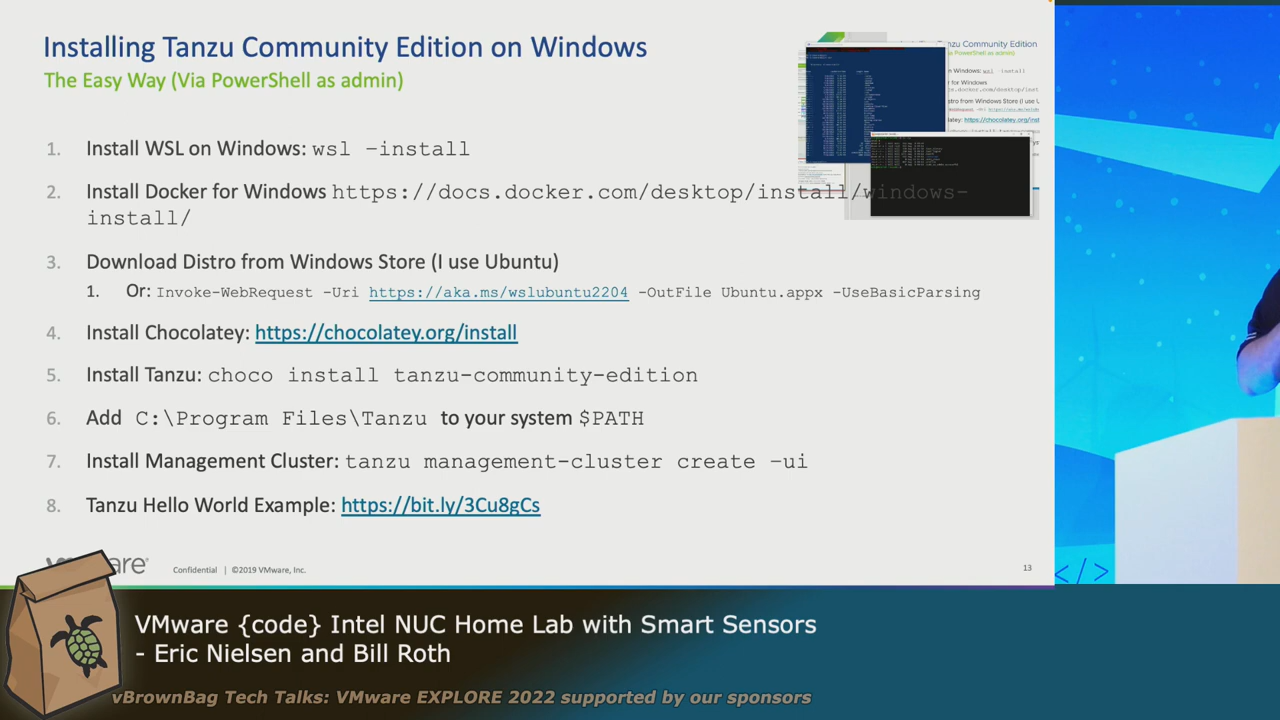 Installing Tanzu Community Edition on Windows
The Easy Way (Via PowerShell as admin)
1. Install WSL on Windows: wsl –install
2. Install Docker for Windows https://docs.docker.com/desktop/install/windows-
install/
3. Download Distro from Windows Store (I use Ubuntu)
1. Or: Invoke-WebRequest -Uri https://aka.ms/wslubuntu2204 -OutFile Ubuntu.appx -UseBasicParsing
4. Install Chocolatey: https://chocolatey.org/install
5. Install Tanzu: choco install tanzu-community-edition
6. Add C:\Program Files\Tanzu to your system $PATH
7. Install Management Cluster: tanzu management-cluster create –ui
8. Tanzu Hello World Example: https://bit.ly/3Cu8gCs
Confidential | ©2019 VMware, Inc.
13
</>
VMware {code} Intel NUC Home Lab with Smart Sensors
- Eric Nielsen and Bill Roth
vBrownBag Tech Talks: VMware EXPLORE 2022 supported by our sponsors